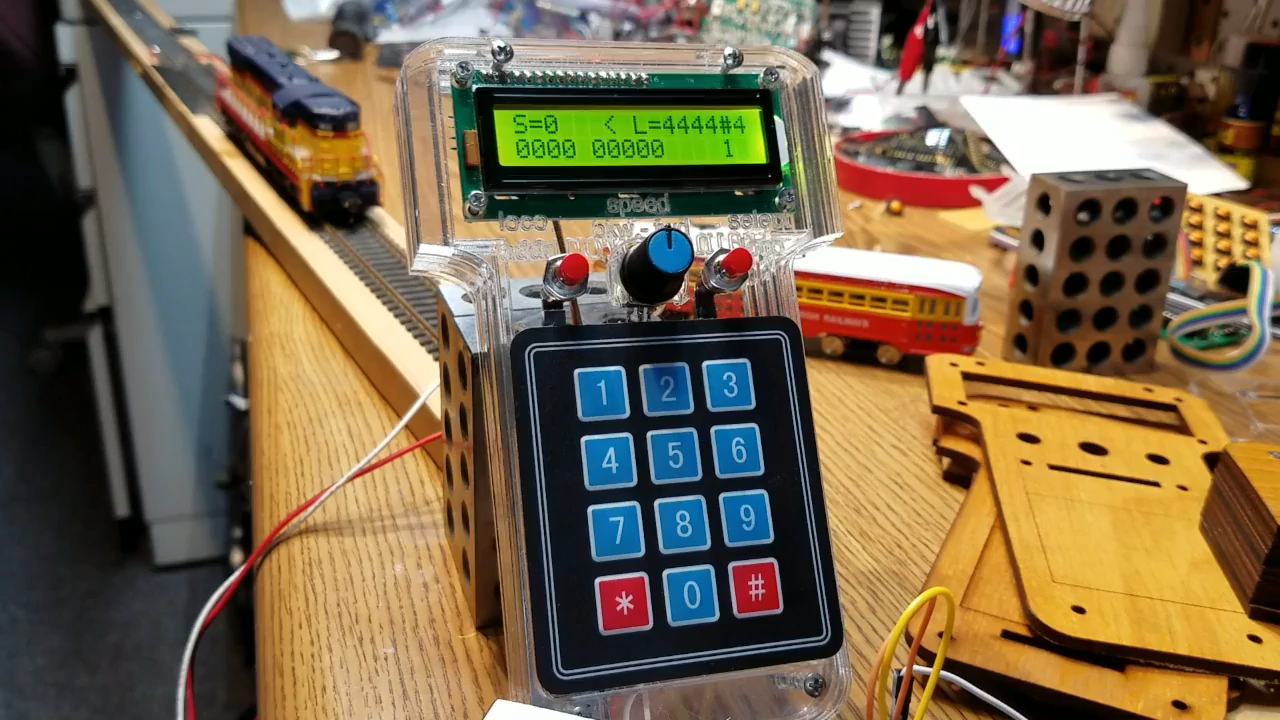 S=0 < L=4444#4
0000 00000 1
speed
loco select
1 2 3
4 5 6
7 8 9
* 0 #